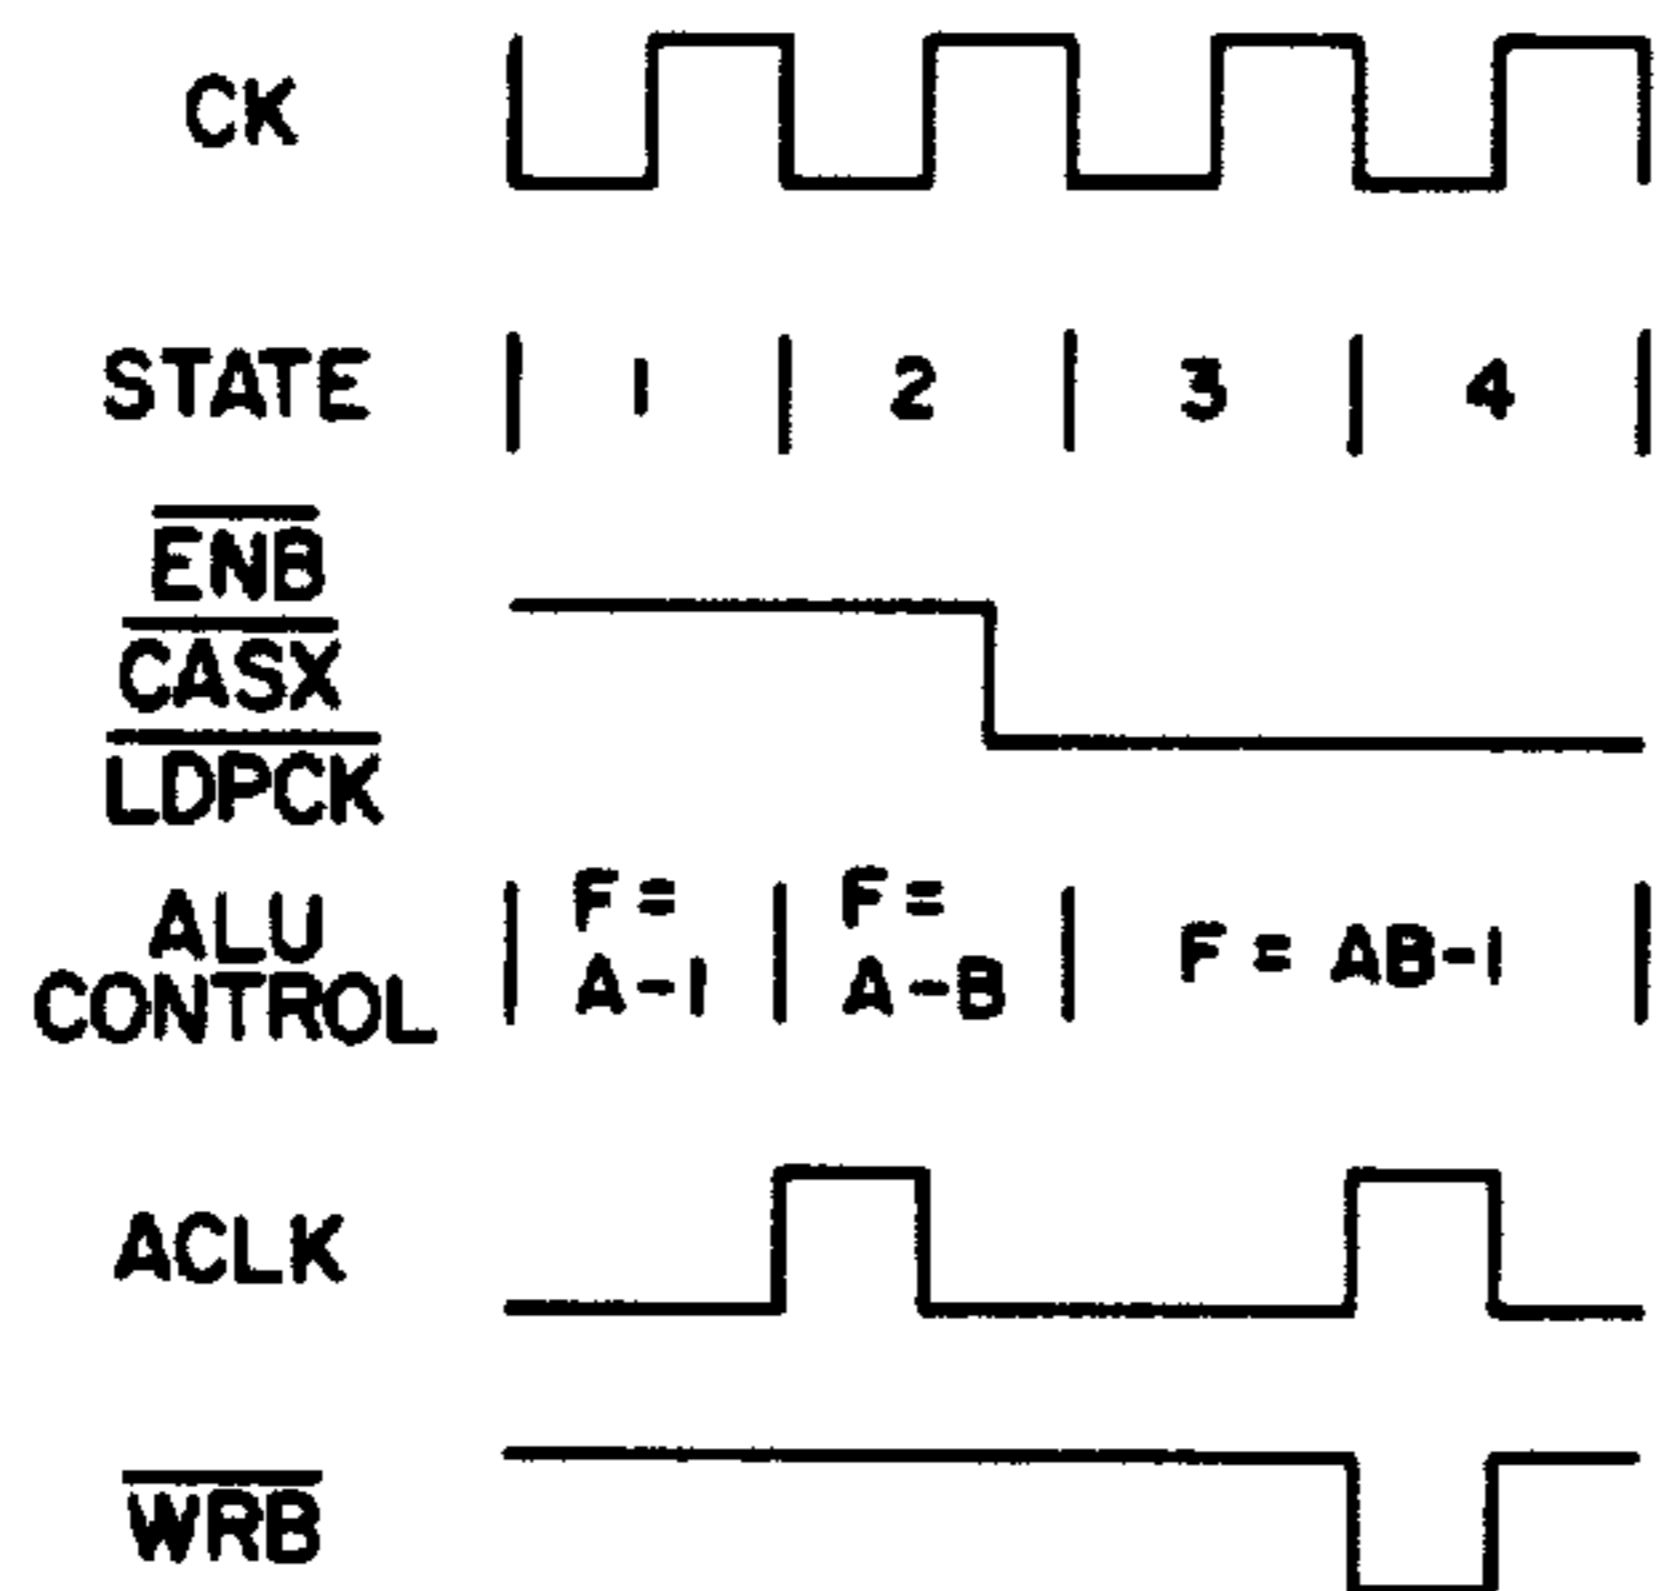 CK
STATE 1 2 3 4
ENB
CASX
LDPCK
ALU CONTROL
F = A-1
F = A-B
F = AB-1
ACLK
WRB